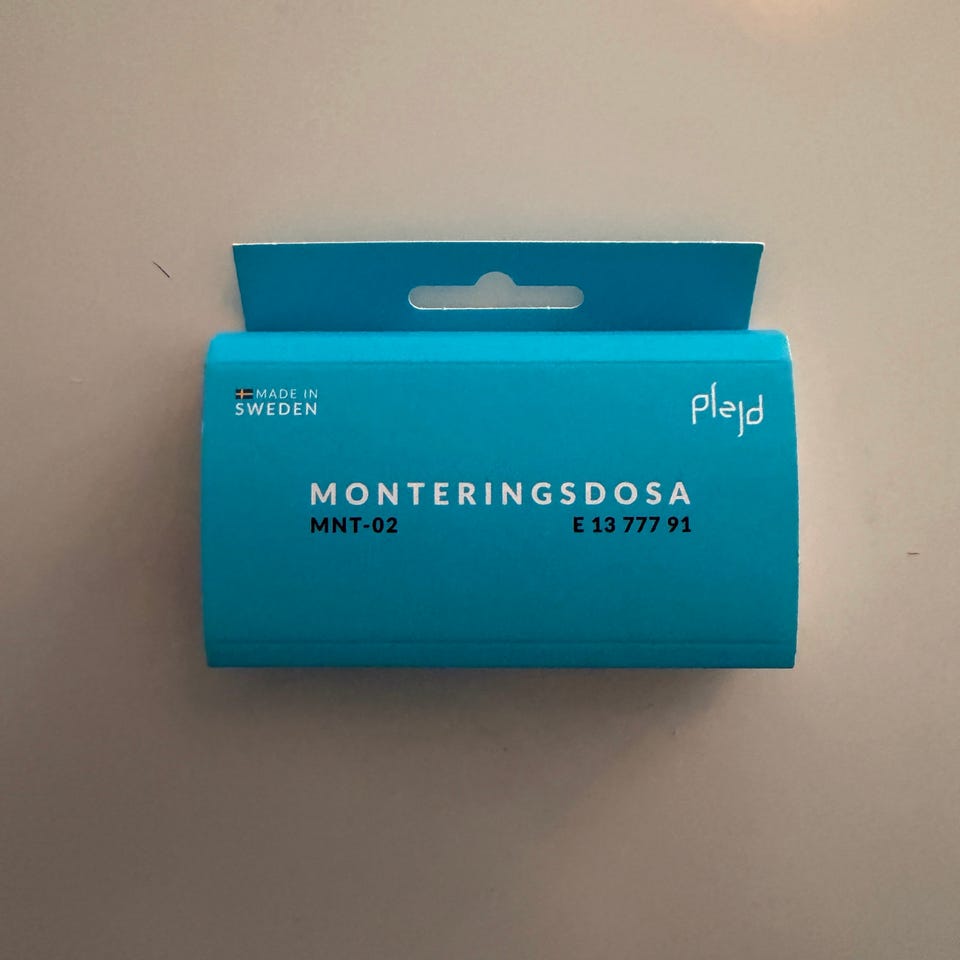 MADE IN
SWEDEN
plejd
MONTERINGSDOSA
MNT-02 E 13 777 91